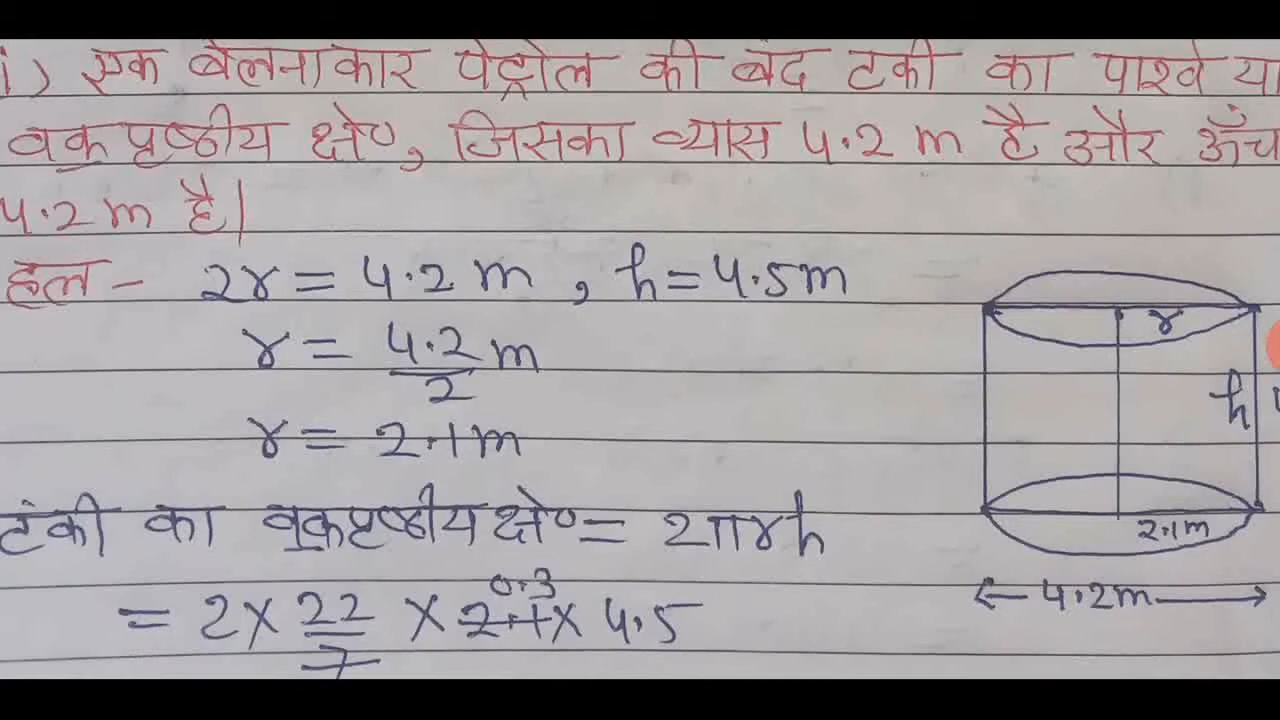 i) एक बेलनाकार पेट्रोल की बंद टकी का पाश्वे या
वक्रपृष्ठीय क्षे०, जिसका व्यास 4.2 m है और ऊँच
4.2 m है।
हल - 2r = 4.2 m , h = 4.5m
r = 4.2/2 m
r = 2.1m
r
h
टंकी का वक्रपृष्ठीय क्षे० = 2πrh
2.1m
0.3
= 2 × 22/7 × 2.1 × 4.5
← 4.2m →